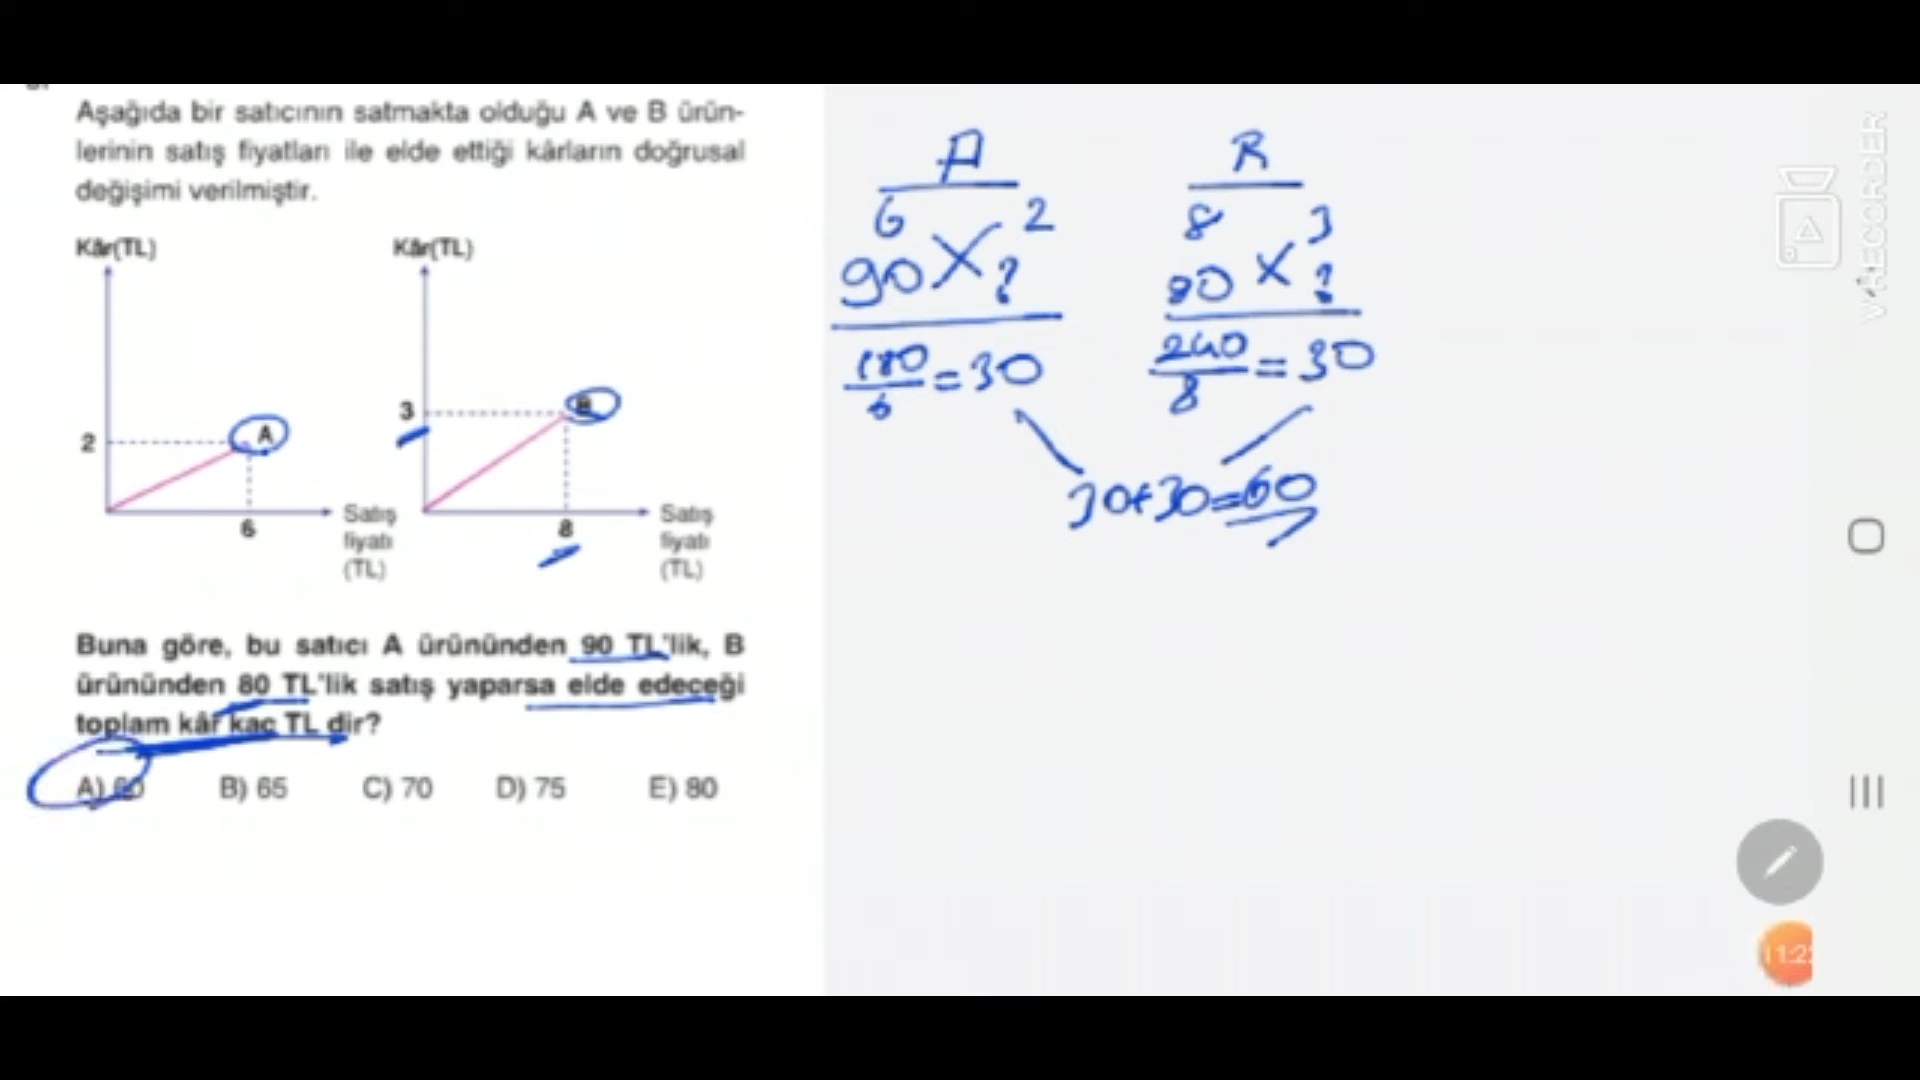 Aşağıda bir satıcının satmakta olduğu A ve B ürün-
lerinin satış fiyatları ile elde ettiği kârların doğrusal
değişimi verilmiştir.
Kâr(TL)
2
A
6
Satış
fiyatı
(TL)
Kâr(TL)
3
B
8
Satış
fiyatı
(TL)
Buna göre, bu satıcı A ürününden 90 TL'lik, B
ürününden 80 TL'lik satış yaparsa elde edeceği
toplam kâr kaç TL dir?
A) 60 B) 65 C) 70 D) 75 E) 80
A
6 2
90 X ?
180/6 = 30
B
8 3
80 X ?
240/8 = 30
30+30=60
V RECORDER
11:22